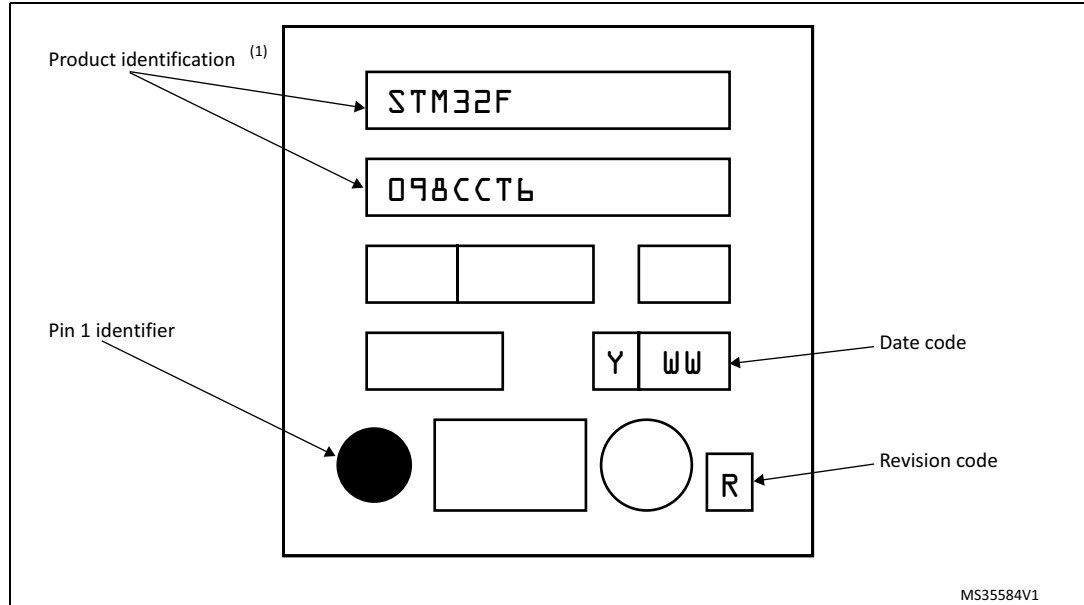 Product identification (1)
STM32F
098CCT6
Pin 1 identifier
Y WW
Date code
Revision code
R
MS35584V1